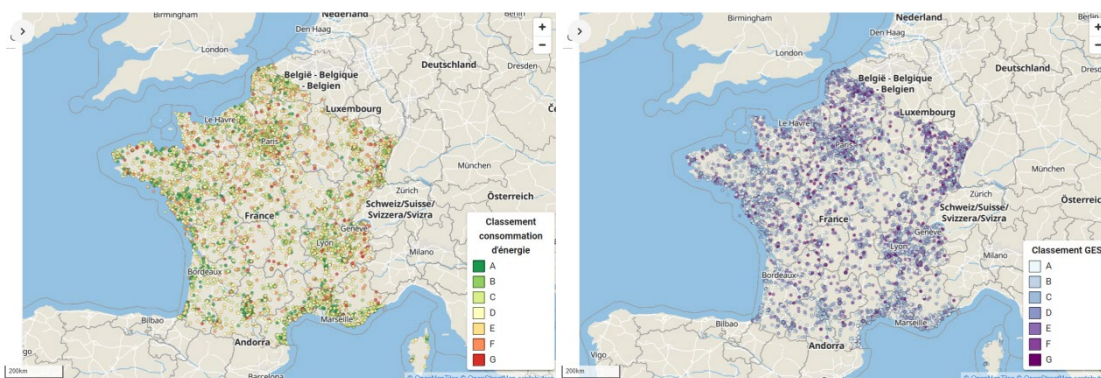 Birmingham
Nederland
Berlin
Den Haag
London
Deutschland
Dresden
België - Belgique
- Belgien
Luxembourg
Le Havre
Paris
München
Zürich
Österreich
France
Schweiz/Suisse/
Svizzera/Svizra
Genève
Lyon
Milano
Bordeaux
Bilbao
Marseille
Vigo
Andorra
Barcelona
200km
Classement
consommation
d'énergie
A
B
C
D
E
F
G
+
−
Birmingham
Nederland
Den Haag
London
Deutschland
Dresden
België - Belgique
- Belgien
Luxembourg
Le Havre
Paris
München
Zürich
Österreich
France
Schweiz/Suisse/
Svizzera/Svizra
Genève
Lyon
Milano
Bordeaux
Bilbao
Marseille
Vigo
Andorra
Barcelona
200km
Classement GES
A
B
C
D
E
F
G
+
−